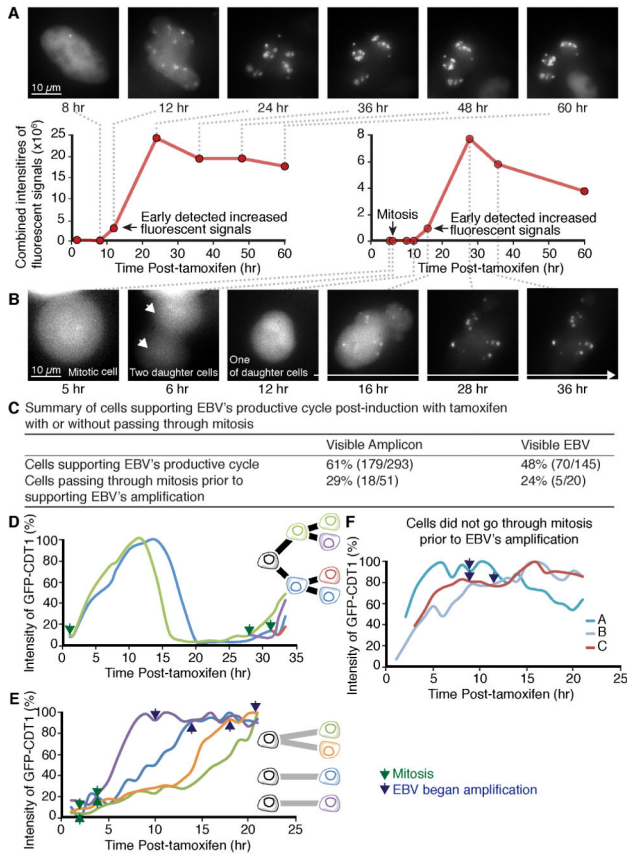 A
10 µm
8 hr 12 hr 24 hr 36 hr 48 hr 60 hr
Combined intensitires of
fluorescent signals (x10⁶)
25
20
15
10
5
0
Early detected increased
fluorescent signals
0 10 20 30 40 50 60
Time Post-tamoxifen (hr)
8
6
4
2
0
Mitosis
Early detected increased
fluorescent signals
0 10 20 30 40 50 60
Time Post-tamoxifen (hr)
B
10 µm
Mitotic cell
Two daughter cells
One
of daughter cells
5 hr 6 hr 12 hr 16 hr 28 hr 36 hr
C Summary of cells supporting EBV's productive cycle post-induction with tamoxifen
with or without passing through mitosis
Visible Amplicon Visible EBV
Cells supporting EBV's productive cycle 61% (179/293) 48% (70/145)
Cells passing through mitosis prior to 29% (18/51) 24% (5/20)
supporting EBV's amplification
D
Intensity of GFP-CDT1 (%)
100
80
60
40
20
0
0 5 10 15 20 25 30 35
Time Post-tamoxifen (hr)
F
Cells did not go through mitosis
prior to EBV's amplification
Intensity of GFP-CDT1 (%)
100
80
60
40
20
0
A
B
C
0 5 10 15 20 25
Time Post-tamoxifen (hr)
E
Intensity of GFP-CDT1 (%)
100
80
60
40
20
0
0 5 10 15 20 25
Time Post-tamoxifen (hr)
Mitosis
EBV began amplification